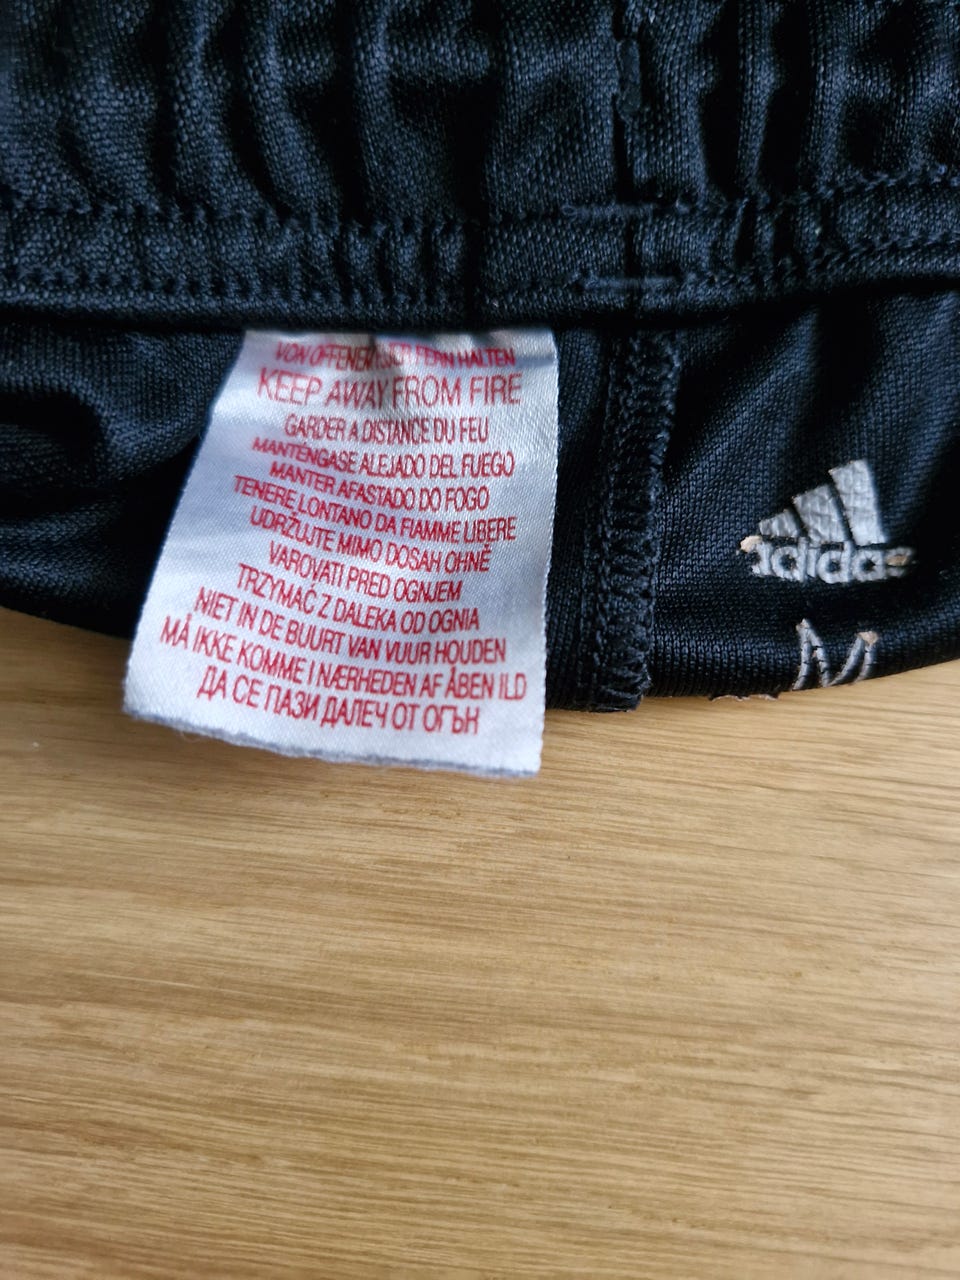 VON OFFENEM FEUER FERN HALTEN
KEEP AWAY FROM FIRE
GARDER A DISTANCE DU FEU
MANTÉNGASE ALEJADO DEL FUEGO
MANTER AFASTADO DO FOGO
TENERE LONTANO DA FIAMME LIBERE
UDRŽUJTE MIMO DOSAH OHNĚ
VAROVATI PRED OGNJEM
TRZYMAĆ Z DALEKA OD OGNIA
NIET IN DE BUURT VAN VUUR HOUDEN
MÅ IKKE KOMME I NÆRHEDEN AF ÅBEN ILD
ДА СЕ ПАЗИ ДАЛЕЧ ОТ ОГЪН
adidas
M